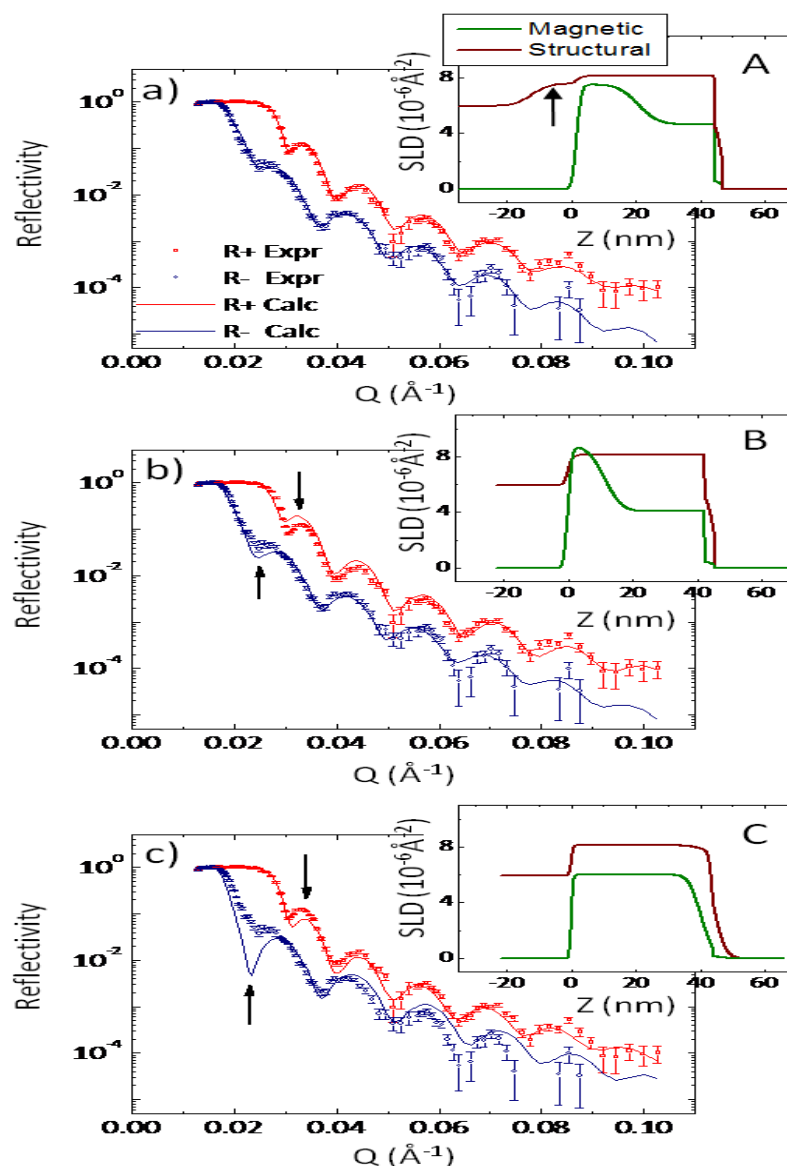 Magnetic
Structural
a)
A
Reflectivity
10⁰
10⁻²
10⁻⁴
R+ Expr
R- Expr
R+ Calc
R- Calc
0.00 0.02 0.04 0.06 0.08 0.10
Q (Å⁻¹)
SLD (10⁻⁶Å⁻²)
8
4
0
-20 0 20 40 60
Z (nm)
b)
B
Reflectivity
10⁰
10⁻²
10⁻⁴
0.00 0.02 0.04 0.06 0.08 0.10
Q (Å⁻¹)
SLD (10⁻⁶Å⁻²)
8
4
0
-20 0 20 40 60
Z (nm)
c)
C
Reflectivity
10⁰
10⁻²
10⁻⁴
0.00 0.02 0.04 0.06 0.08 0.10
Q (Å⁻¹)
SLD (10⁻⁶Å⁻²)
8
4
0
-20 0 20 40 60
Z (nm)